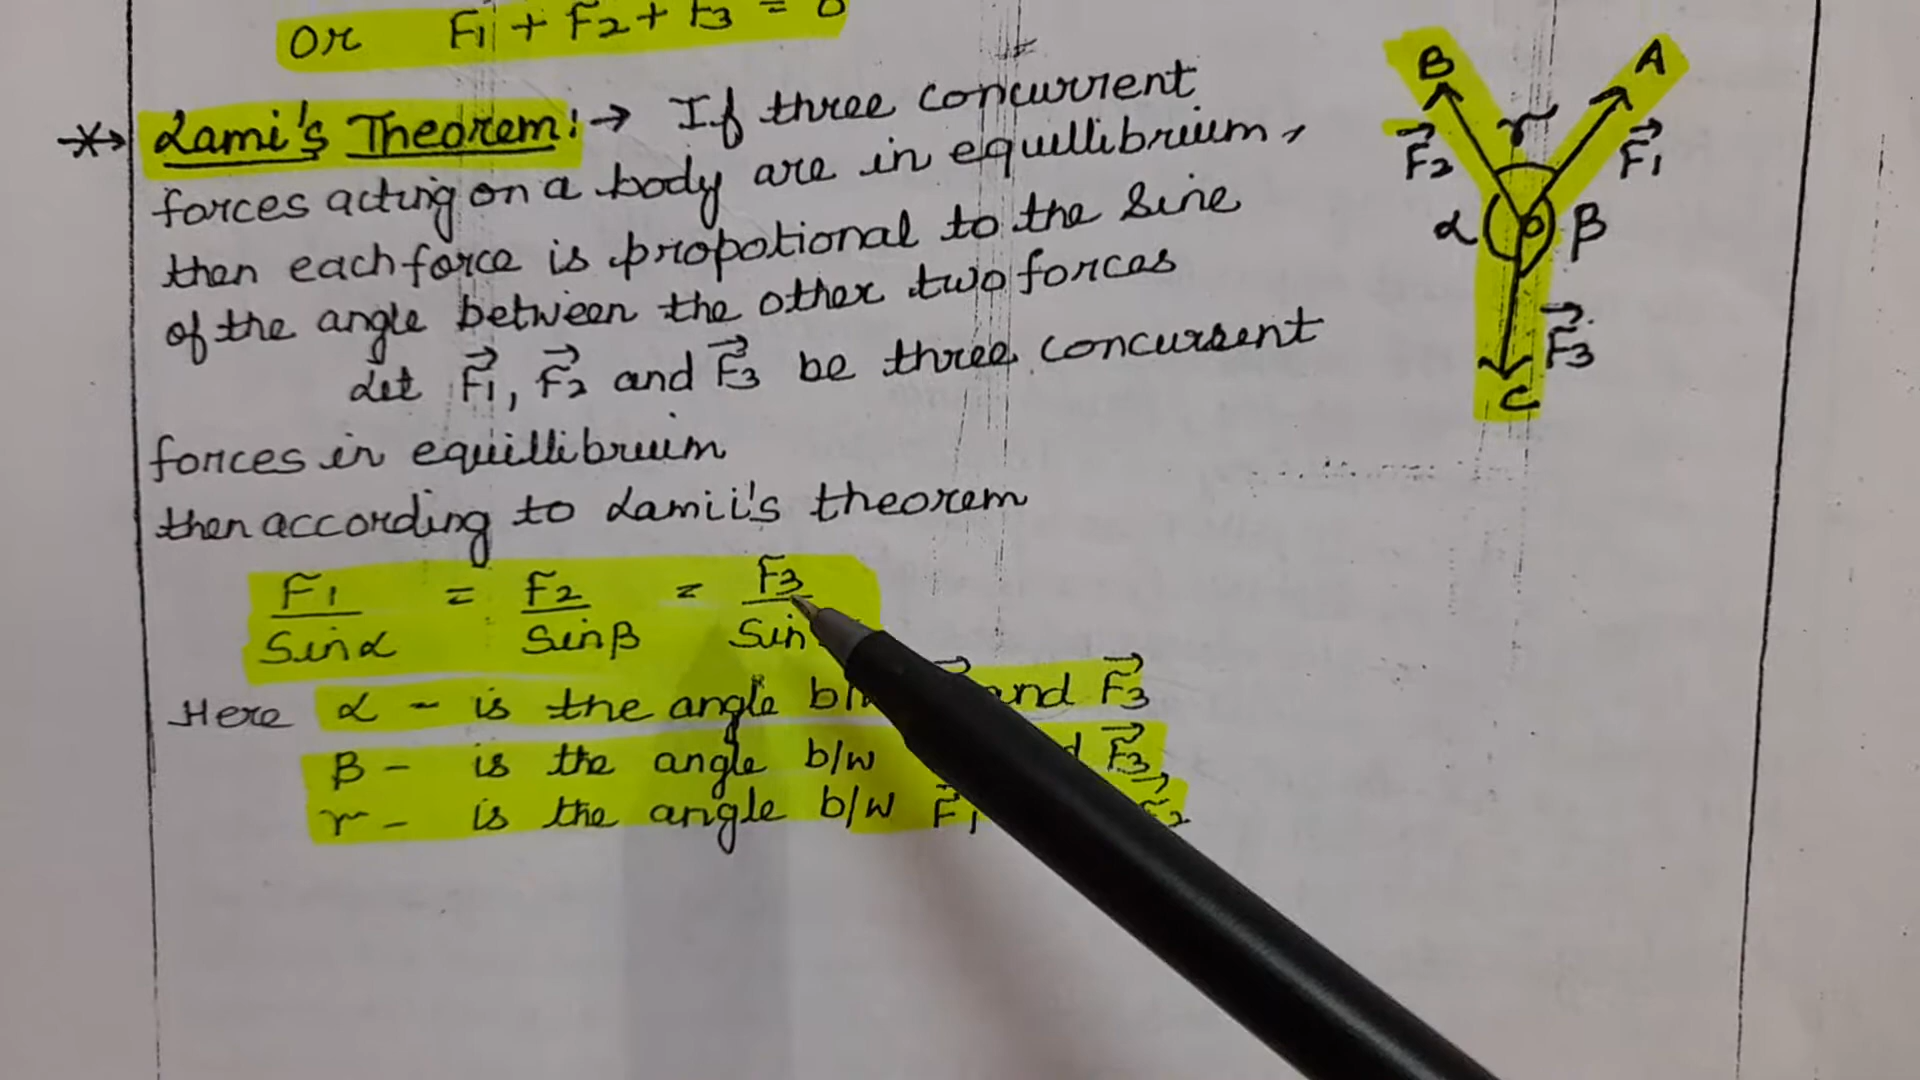 Or F1 + F2 + F3 = 0
Lami's Theorem:→ If three concurrent
forces acting on a body are in equillibrium,
then each force is propotional to the Sine
of the angle between the other two forces
Let F⃗1, F⃗2 and F⃗3 be three concurrent
forces in equillibrium
then according to Lamii's theorem
F1/Sinα = F2/Sinβ = F3/Sin
Here α - is the angle b/w and F⃗3
β - is the angle b/w F⃗3
r - is the angle b/w F⃗1
B
A
F⃗2
r
F⃗1
α
O
β
F⃗3
C